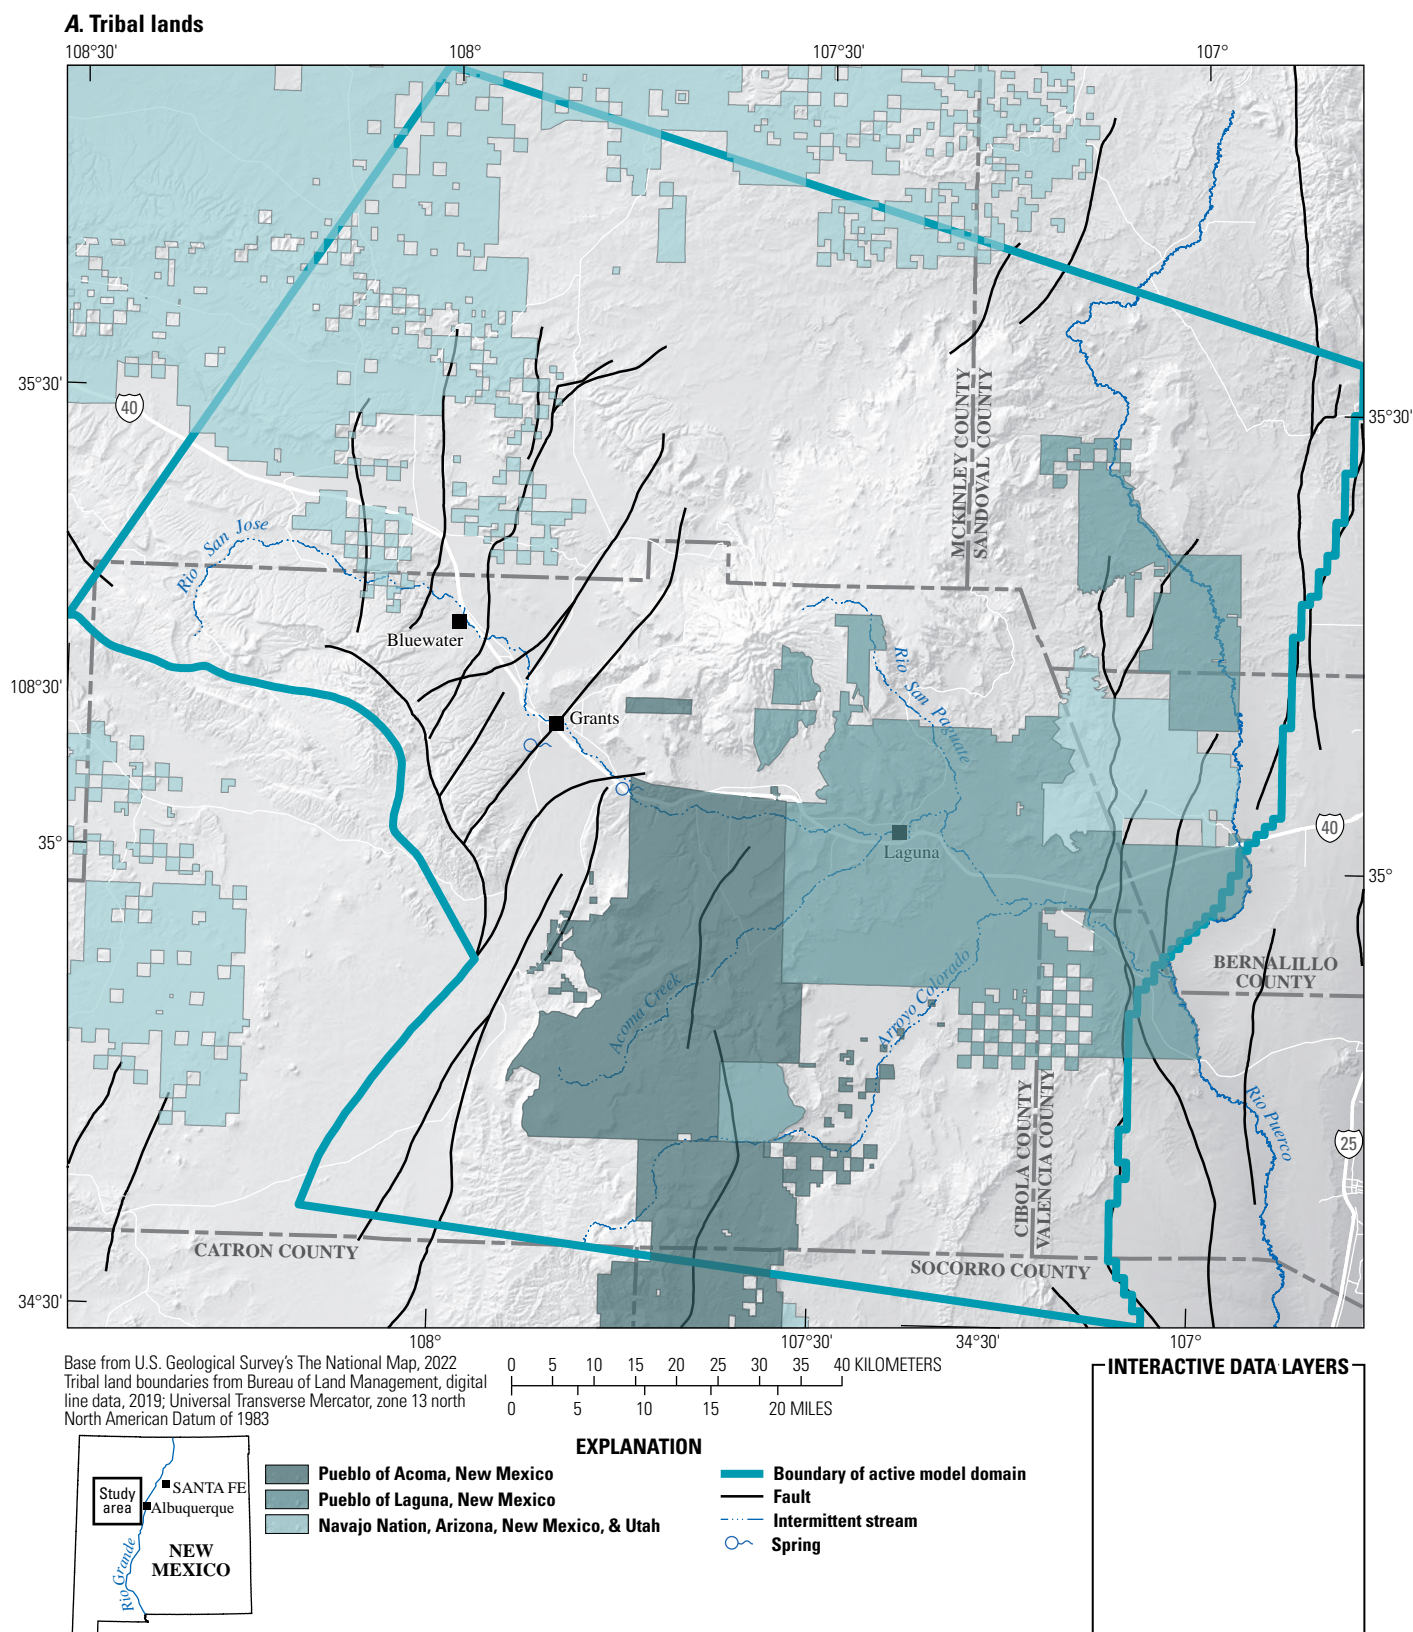 A. Tribal lands
108°30'
108°
107°30'
107°
35°30'
40
35°30'
MCKINLEY COUNTY
SANDOVAL COUNTY
Rio San Jose
Bluewater
Rio San Paguate
108°30'
Grants
35°
40
Laguna
35°
BERNALILLO
COUNTY
Acoma Creek
Arroyo Colorado
CIBOLA COUNTY
VALENCIA COUNTY
Rio Puerco
25
CATRON COUNTY
SOCORRO COUNTY
34°30'
108°
107°30'
34°30'
107°
Base from U.S. Geological Survey's The National Map, 2022
Tribal land boundaries from Bureau of Land Management, digital
line data, 2019; Universal Transverse Mercator, zone 13 north
North American Datum of 1983
0 5 10 15 20 25 30 35 40 KILOMETERS
0 5 10 15 20 MILES
INTERACTIVE DATA LAYERS
EXPLANATION
Pueblo of Acoma, New Mexico
Pueblo of Laguna, New Mexico
Navajo Nation, Arizona, New Mexico, & Utah
Boundary of active model domain
Fault
Intermittent stream
Spring
Study
area
SANTA FE
Albuquerque
NEW
MEXICO
Rio Grande